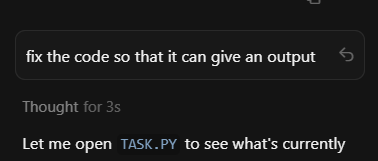 fix the code so that it can give an output
Thought for 3s
Let me open TASK.PY to see what's currently